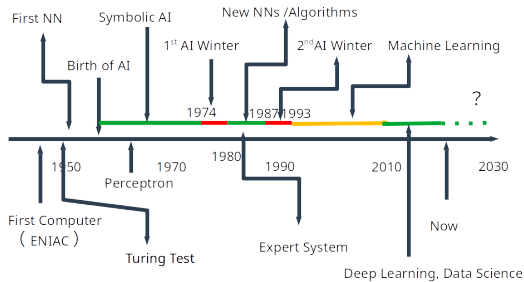 New NNs /Algorithms
First NN
Symbolic AI
1st AI Winter
2nd AI Winter
Machine Learning
Birth of AI
?
1974
1987
1993
1950
1970
1980
1990
2010
2030
Perceptron
First Computer
( ENIAC )
Turing Test
Expert System
Now
Deep Learning, Data Science